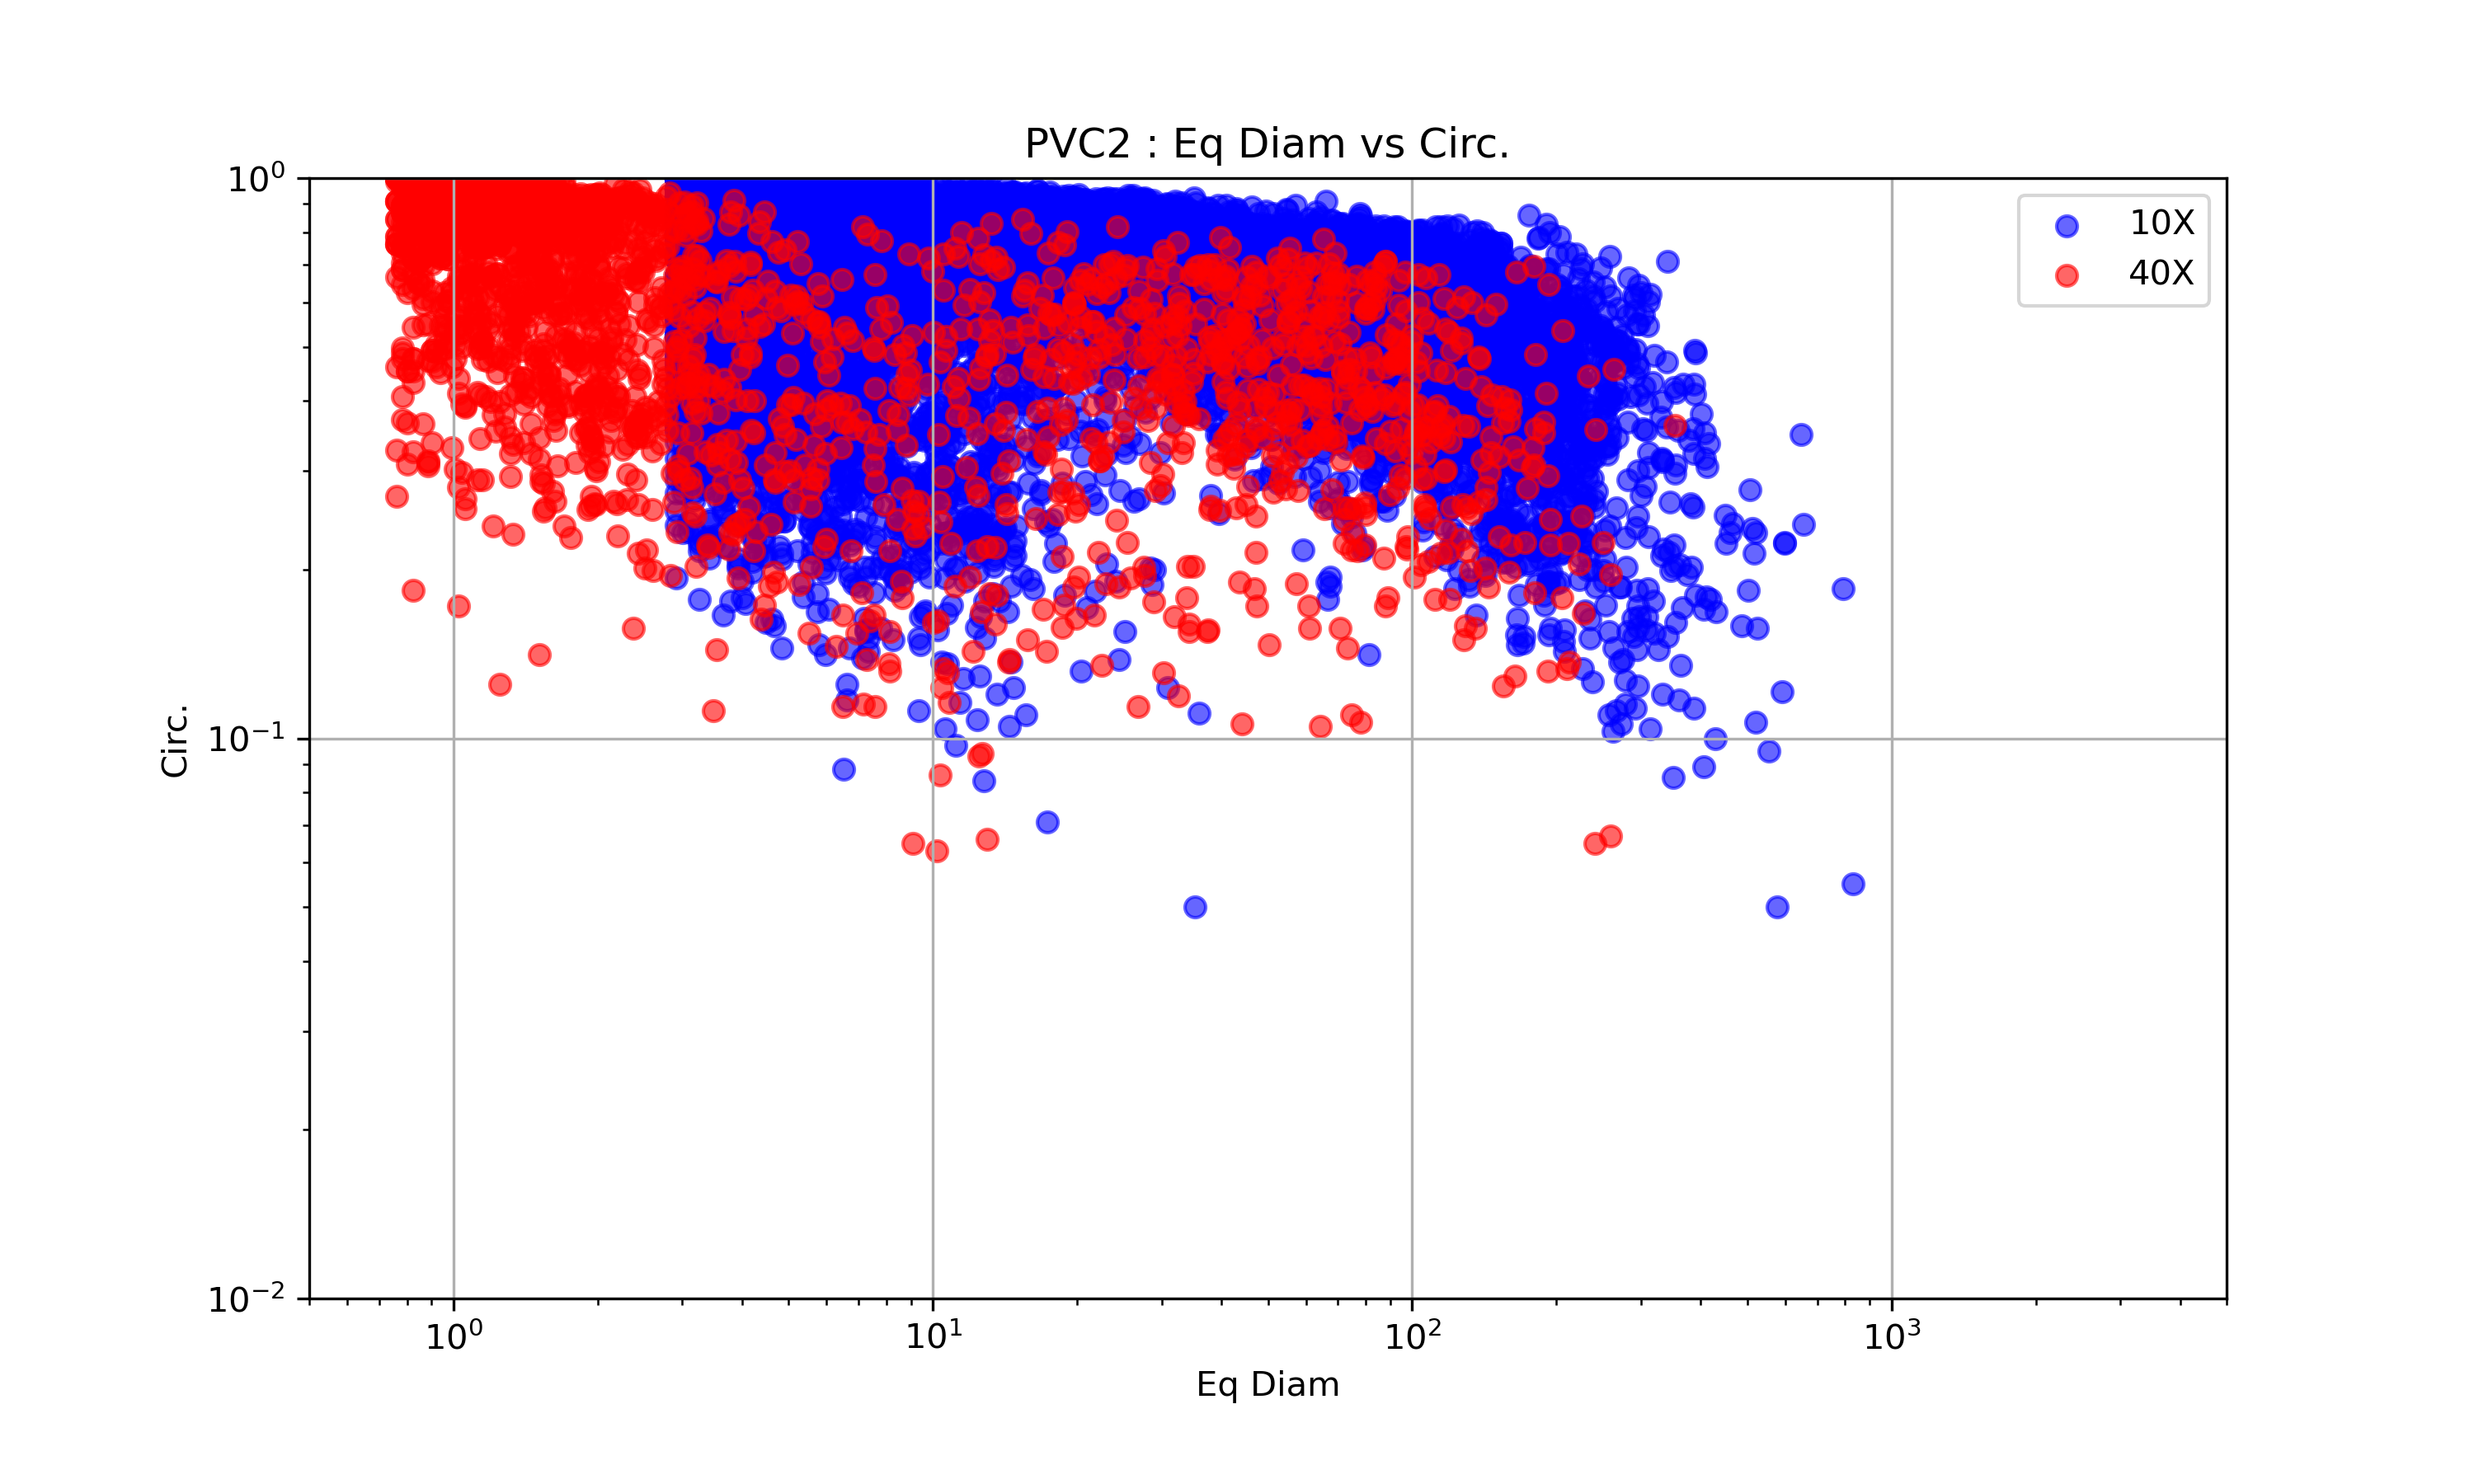 PVC2 : Eq Diam vs Circ.
10⁰
10X
40X
Circ.
10⁻¹
10⁻²
10⁰ 10¹ 10² 10³
Eq Diam